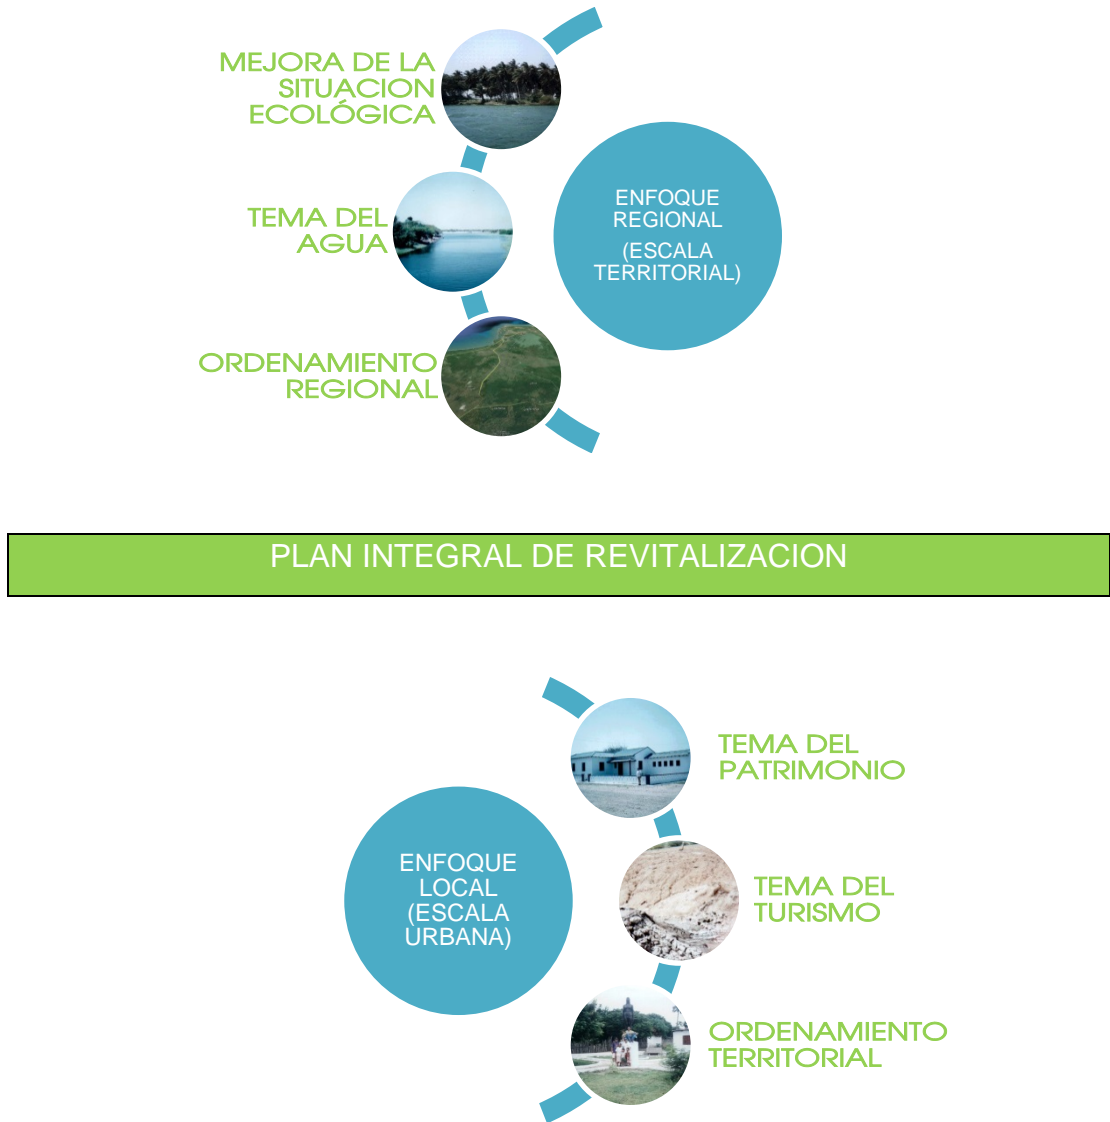 MEJORA DE LA
SITUACION
ECOLÓGICA
TEMA DEL
AGUA
ORDENAMIENTO
REGIONAL
ENFOQUE
REGIONAL
(ESCALA
TERRITORIAL)
PLAN INTEGRAL DE REVITALIZACION
ENFOQUE
LOCAL
(ESCALA
URBANA)
TEMA DEL
PATRIMONIO
TEMA DEL
TURISMO
ORDENAMIENTO
TERRITORIAL